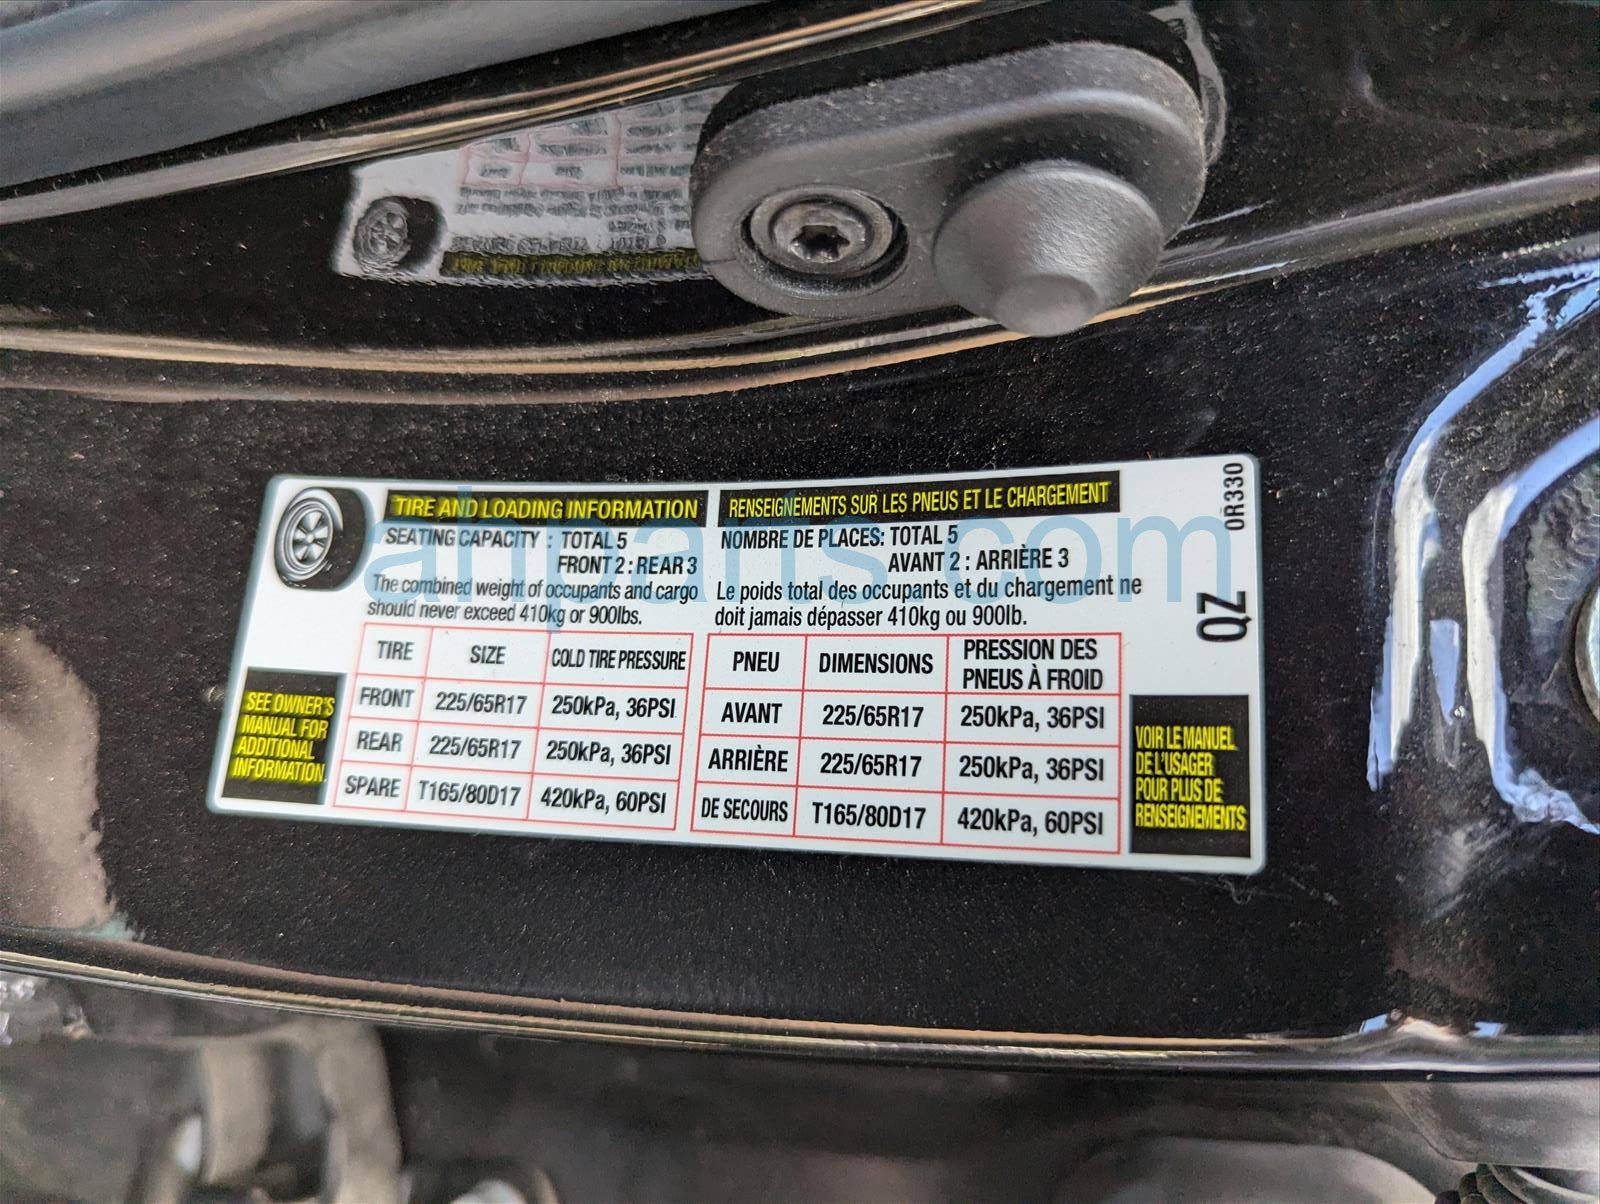 TIRE AND LOADING INFORMATION
SEATING CAPACITY : TOTAL 5
FRONT 2 : REAR 3
The combined weight of occupants and cargo
should never exceed 410kg or 900lbs.
TIRE SIZE COLD TIRE PRESSURE
FRONT 225/65R17 250kPa, 36PSI
REAR 225/65R17 250kPa, 36PSI
SPARE T165/80D17 420kPa, 60PSI
SEE OWNER'S
MANUAL FOR
ADDITIONAL
INFORMATION.
RENSEIGNEMENTS SUR LES PNEUS ET LE CHARGEMENT
NOMBRE DE PLACES: TOTAL 5
AVANT 2 : ARRIÈRE 3
Le poids total des occupants et du chargement ne
doit jamais dépasser 410kg ou 900lb.
PNEU DIMENSIONS PRESSION DES
PNEUS À FROID
AVANT 225/65R17 250kPa, 36PSI
ARRIÈRE 225/65R17 250kPa, 36PSI
DE SECOURS T165/80D17 420kPa, 60PSI
VOIR LE MANUEL
DE L'USAGER
POUR PLUS DE
RENSEIGNEMENTS
0R330
QZ
ahparts.com